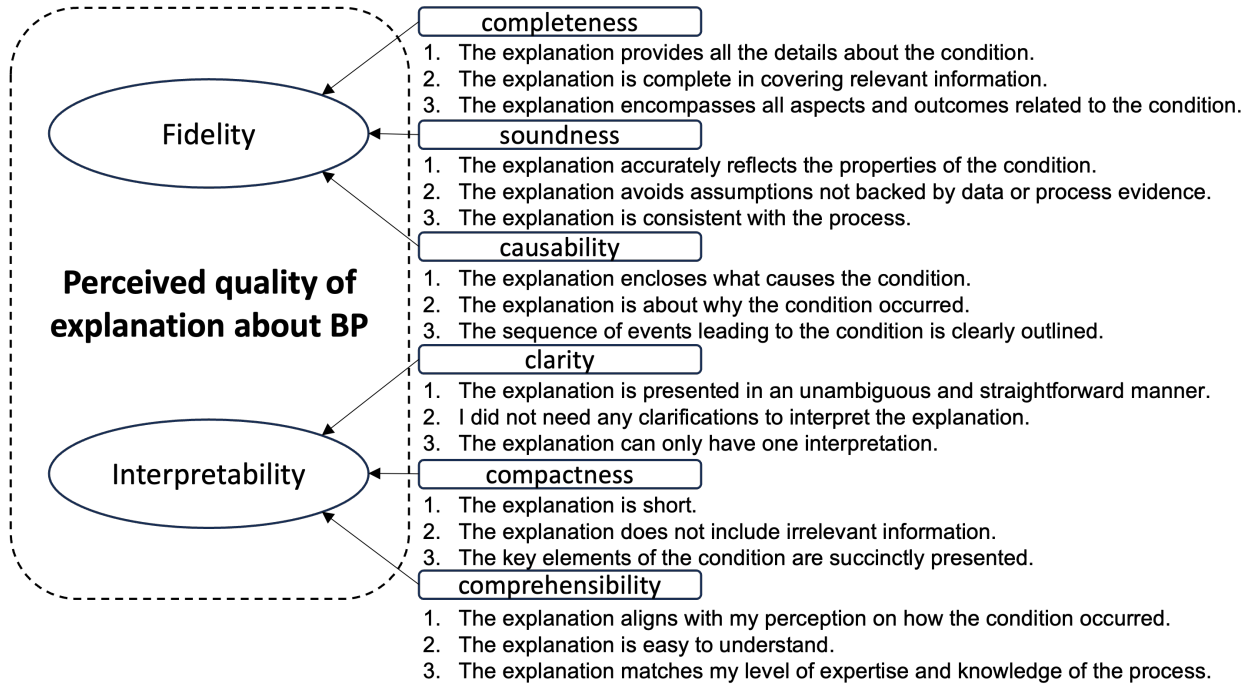 completeness
1. The explanation provides all the details about the condition.
2. The explanation is complete in covering relevant information.
3. The explanation encompasses all aspects and outcomes related to the condition.
Fidelity
soundness
1. The explanation accurately reflects the properties of the condition.
2. The explanation avoids assumptions not backed by data or process evidence.
3. The explanation is consistent with the process.
causability
1. The explanation encloses what causes the condition.
2. The explanation is about why the condition occurred.
3. The sequence of events leading to the condition is clearly outlined.
Perceived quality of
explanation about BP
clarity
1. The explanation is presented in an unambiguous and straightforward manner.
2. I did not need any clarifications to interpret the explanation.
3. The explanation can only have one interpretation.
Interpretability
compactness
1. The explanation is short.
2. The explanation does not include irrelevant information.
3. The key elements of the condition are succinctly presented.
comprehensibility
1. The explanation aligns with my perception on how the condition occurred.
2. The explanation is easy to understand.
3. The explanation matches my level of expertise and knowledge of the process.